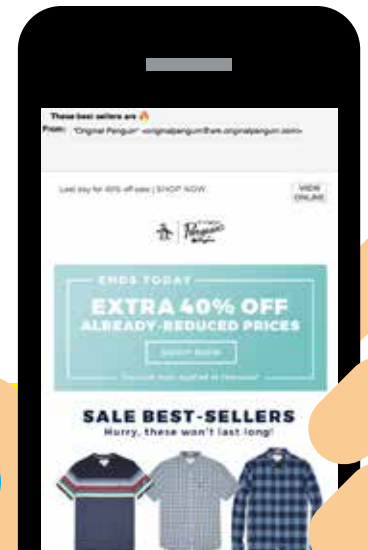 These best sellers are 🔥
From: "Original Penguin" <originalpenguin@em.originalpenguin.com>
Last day for 40% off sale | SHOP NOW
VIEW
ONLINE
Penguin
ENDS TODAY
EXTRA 40% OFF
ALREADY-REDUCED PRICES
SHOP NOW
SALE BEST-SELLERS
Hurry, these won't last long!